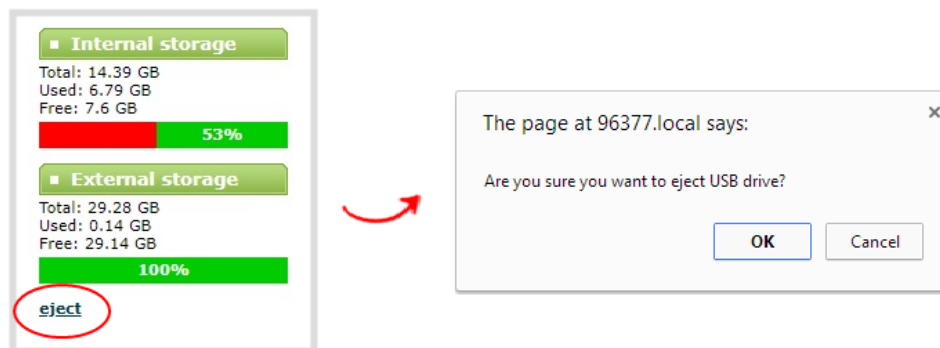 Internal storage
Total: 14.39 GB
Used: 6.79 GB
Free: 7.6 GB
53%
External storage
Total: 29.28 GB
Used: 0.14 GB
Free: 29.14 GB
100%
eject
The page at 96377.local says:
Are you sure you want to eject USB drive?
OK
Cancel